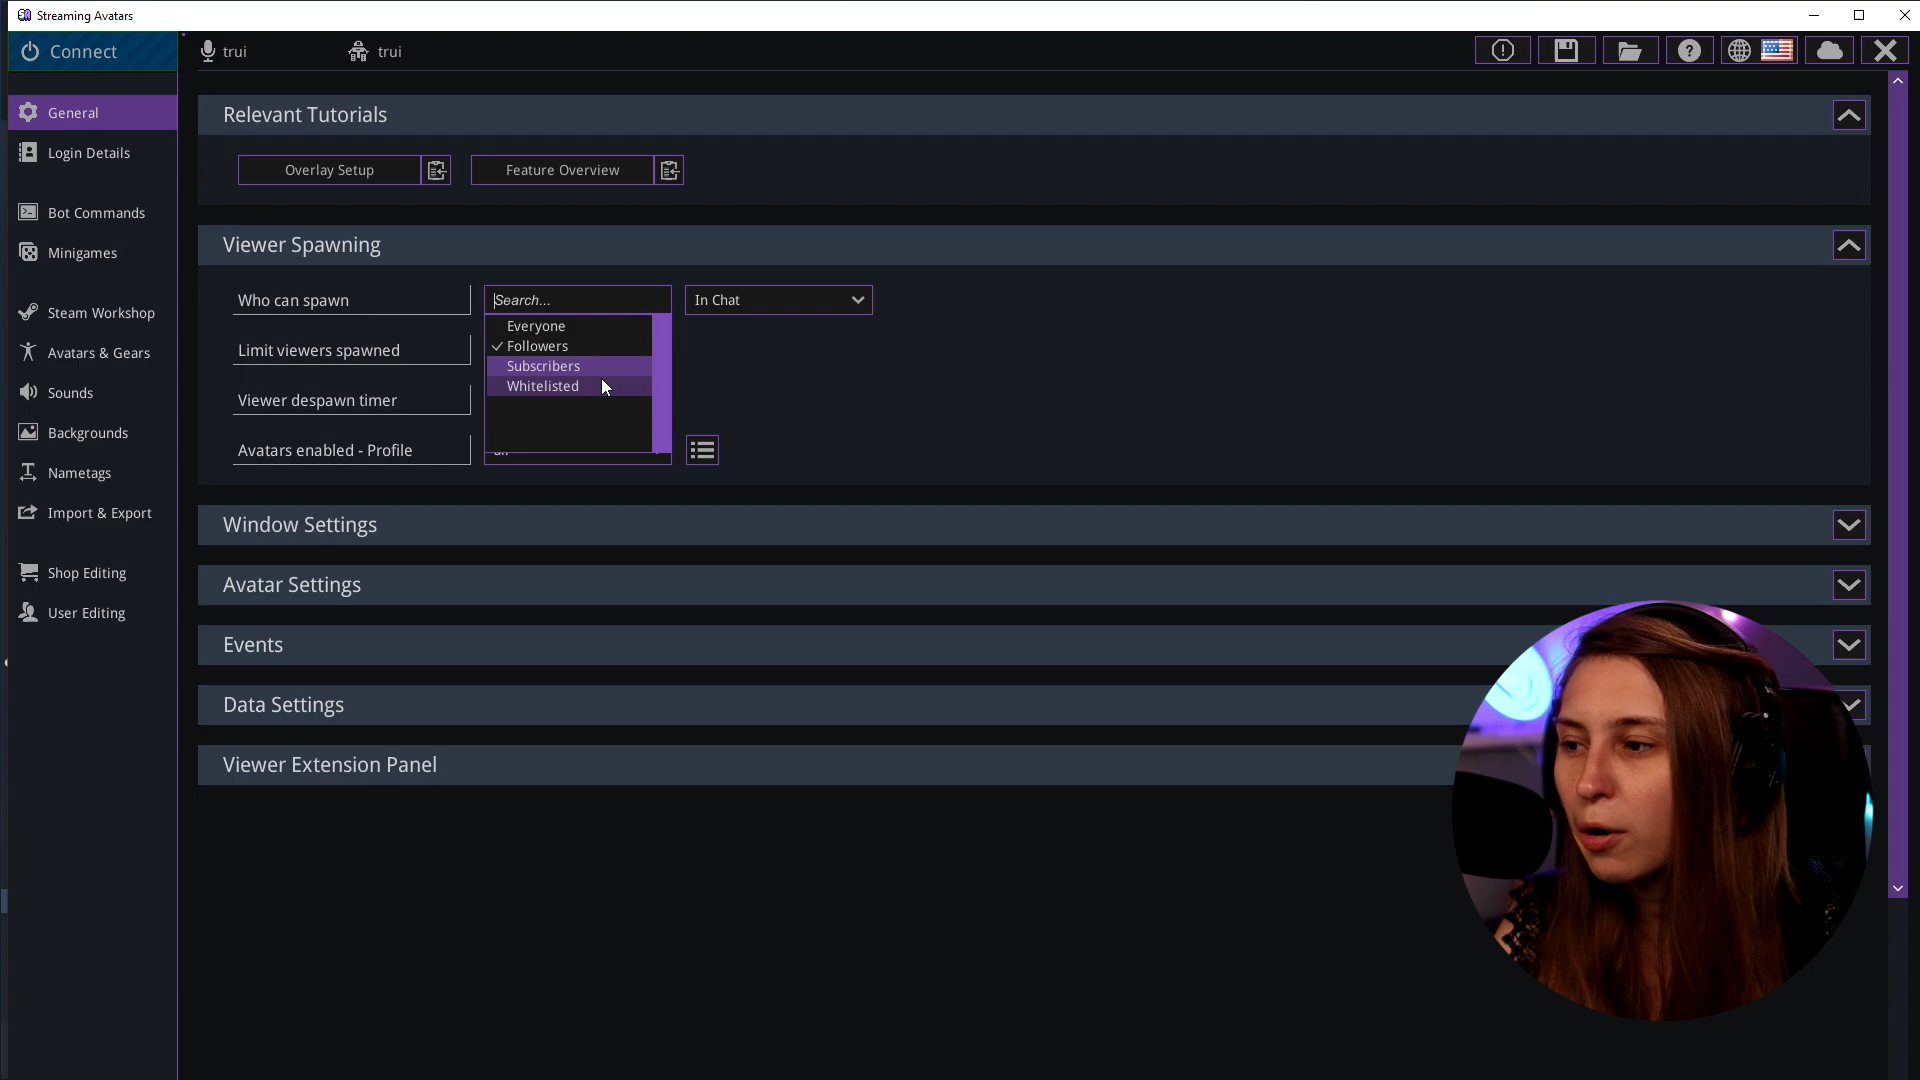 Streaming Avatars
Connect
trui
trui
General
Login Details
Bot Commands
Minigames
Steam Workshop
Avatars & Gears
Sounds
Backgrounds
Nametags
Import & Export
Shop Editing
User Editing
Relevant Tutorials
Overlay Setup
Feature Overview
Viewer Spawning
Who can spawn
Search...
In Chat
Everyone
Followers
Subscribers
Whitelisted
Limit viewers spawned
Viewer despawn timer
Avatars enabled - Profile
Window Settings
Avatar Settings
Events
Data Settings
Viewer Extension Panel